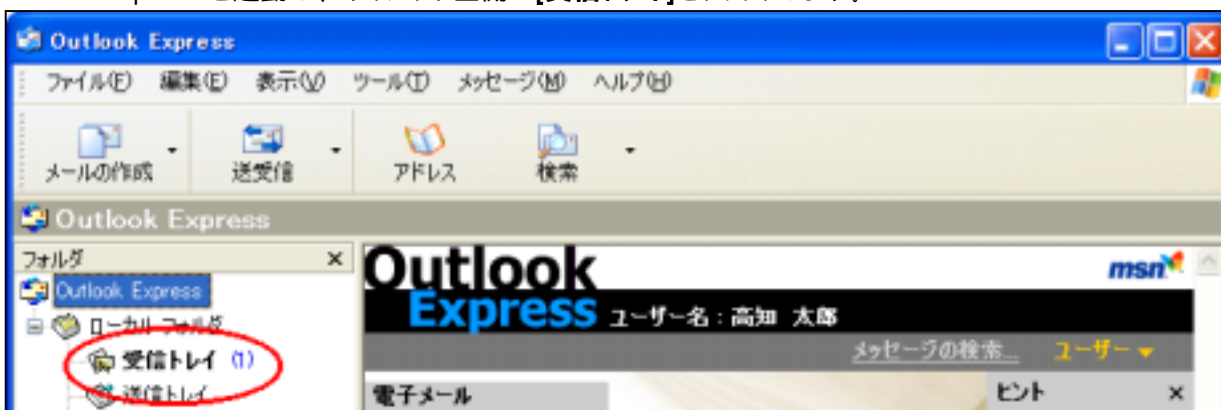 Outlook Express
ファイル(F) 編集(E) 表示(V) ツール(T) メッセージ(M) ヘルプ(H)
メールの作成 送受信 アドレス 検索
Outlook Express
フォルダ ×
Outlook Express
ローカル フォルダ
受信トレイ (1)
送信トレイ
Outlook
Express ユーザー名:高知 太郎
msn
メッセージの検索... ユーザー
電子メール
ヒント ×